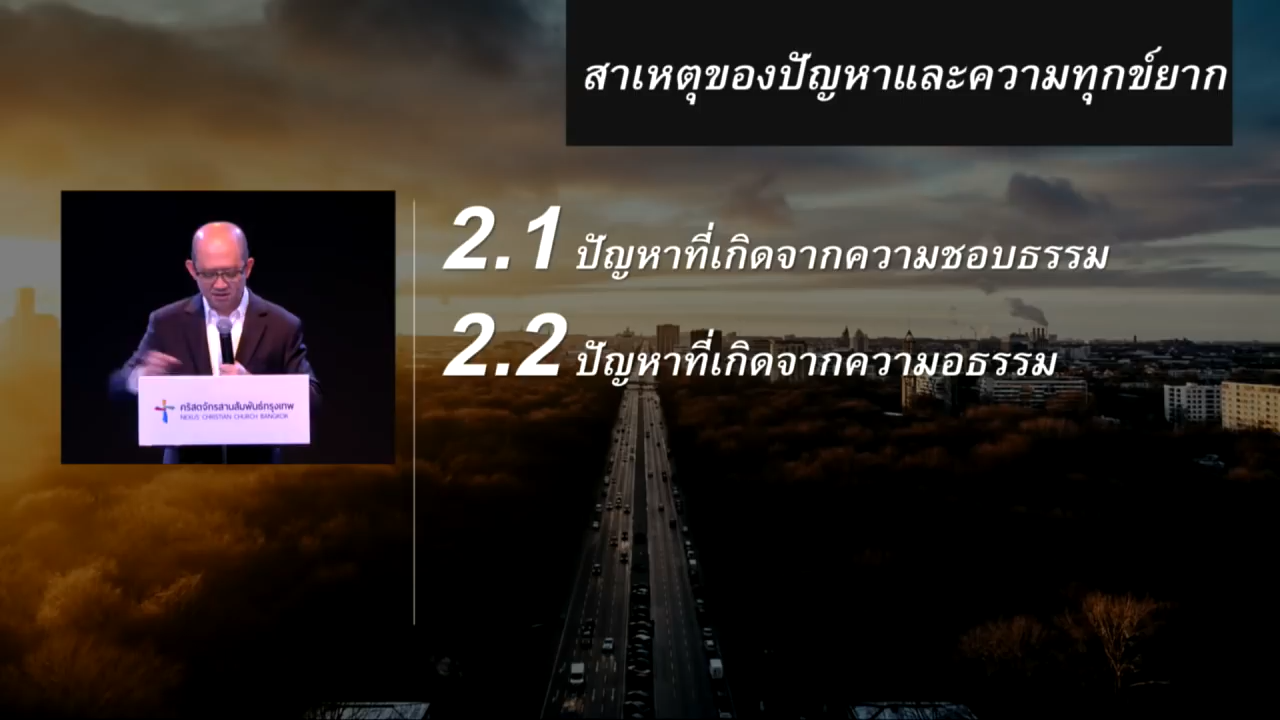 สาเหตุของปัญหาและความทุกข์ยาก
2.1 ปัญหาที่เกิดจากความชอบธรรม
2.2 ปัญหาที่เกิดจากความอธรรม
คริสตจักรสานสัมพันธ์กรุงเทพ
NEXUS CHRISTIAN CHURCH BANGKOK